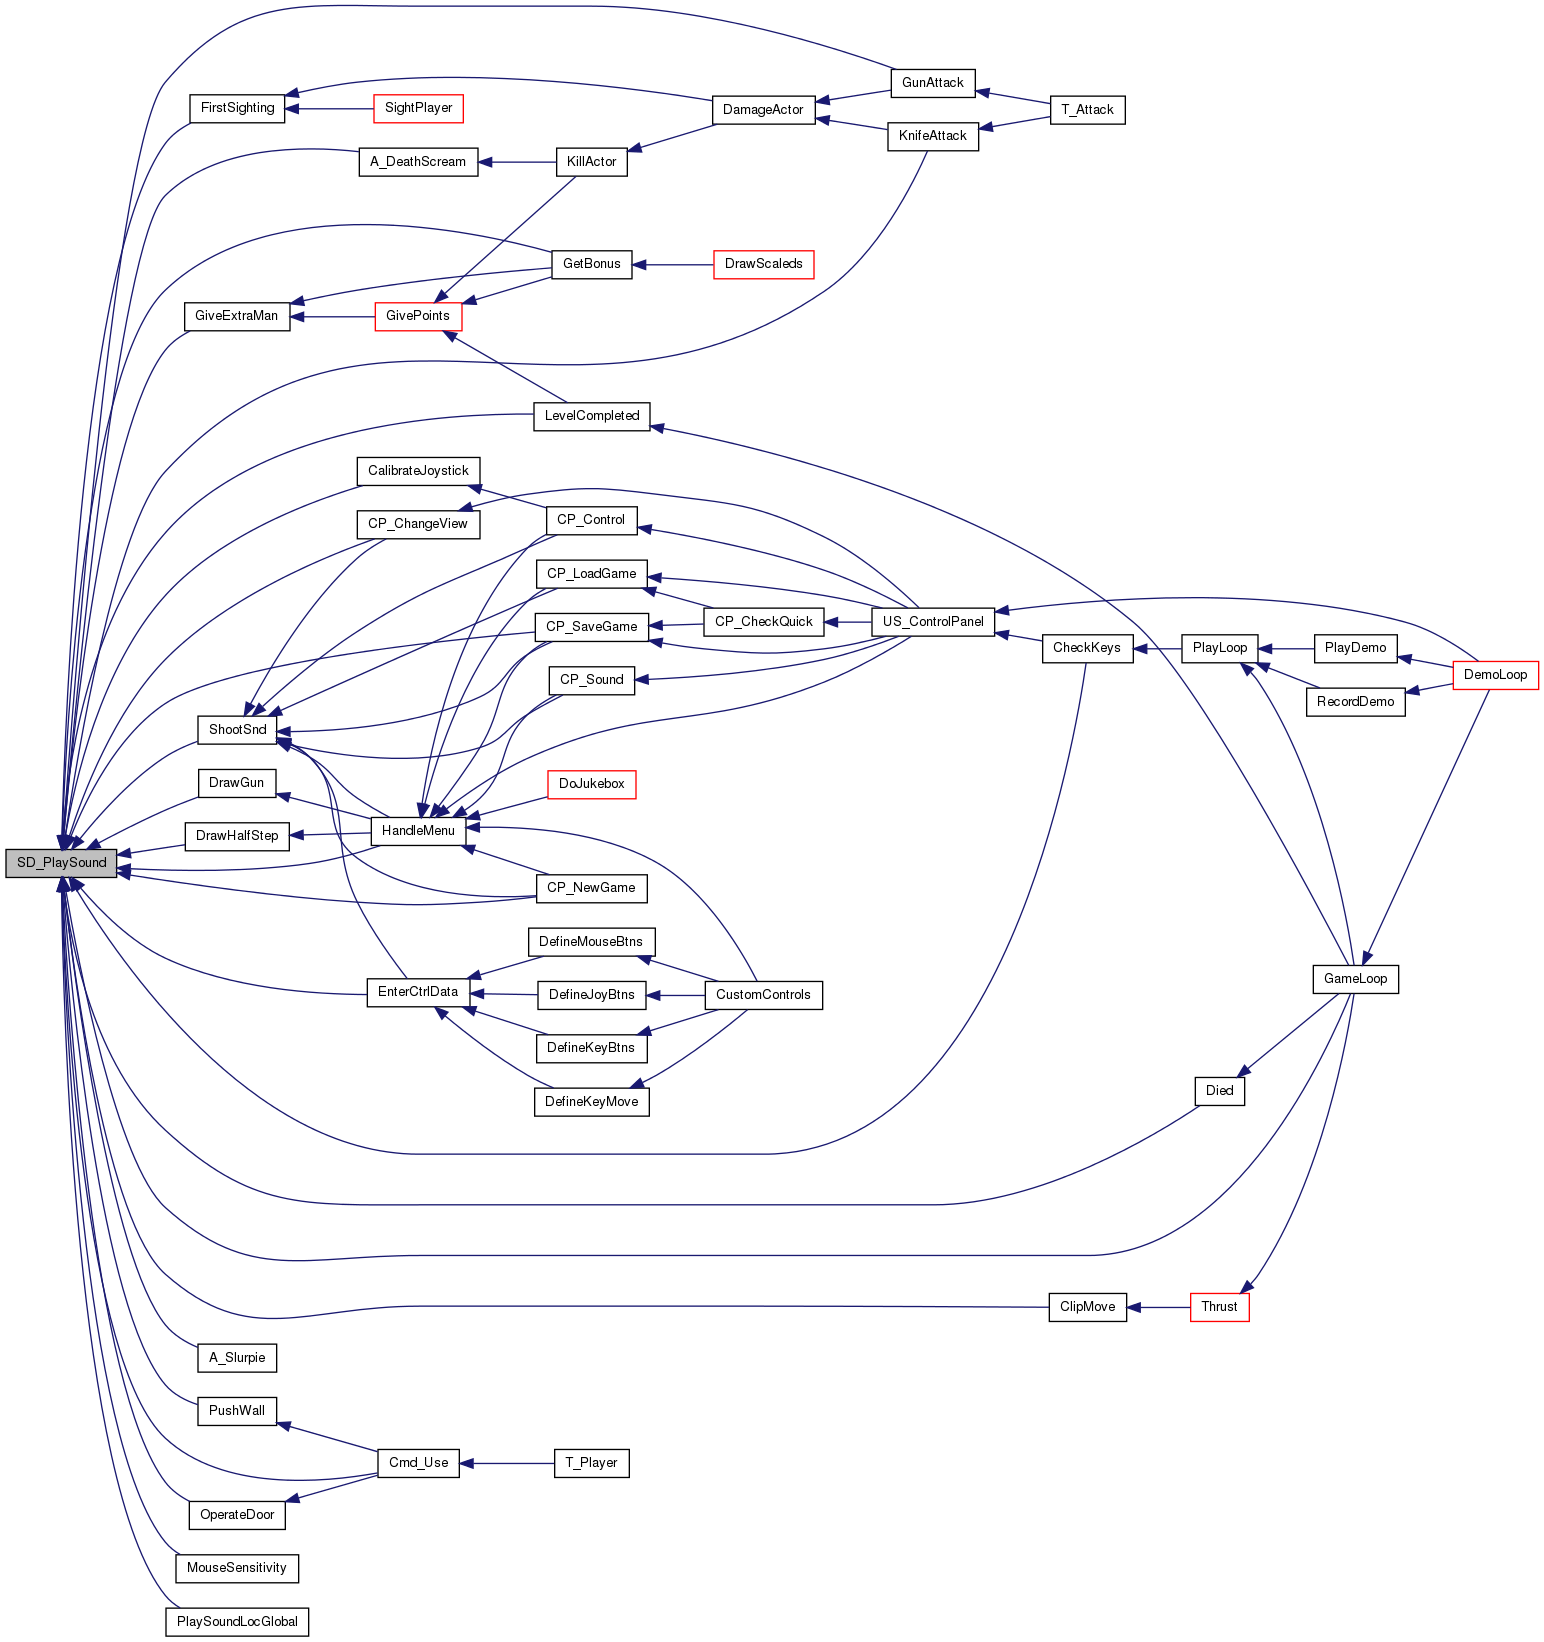 GunAttack
FirstSighting
SightPlayer
DamageActor
T_Attack
KnifeAttack
A_DeathScream
KillActor
GetBonus
DrawScaleds
GiveExtraMan
GivePoints
LevelCompleted
CalibrateJoystick
CP_ChangeView
CP_Control
CP_LoadGame
CP_SaveGame
CP_CheckQuick
US_ControlPanel
CheckKeys
PlayLoop
PlayDemo
DemoLoop
CP_Sound
RecordDemo
ShootSnd
DrawGun
DoJukebox
DrawHalfStep
HandleMenu
SD_PlaySound
CP_NewGame
DefineMouseBtns
EnterCtrlData
DefineJoyBtns
CustomControls
GameLoop
DefineKeyBtns
DefineKeyMove
Died
ClipMove
Thrust
A_Slurpie
PushWall
Cmd_Use
T_Player
OperateDoor
MouseSensitivity
PlaySoundLocGlobal